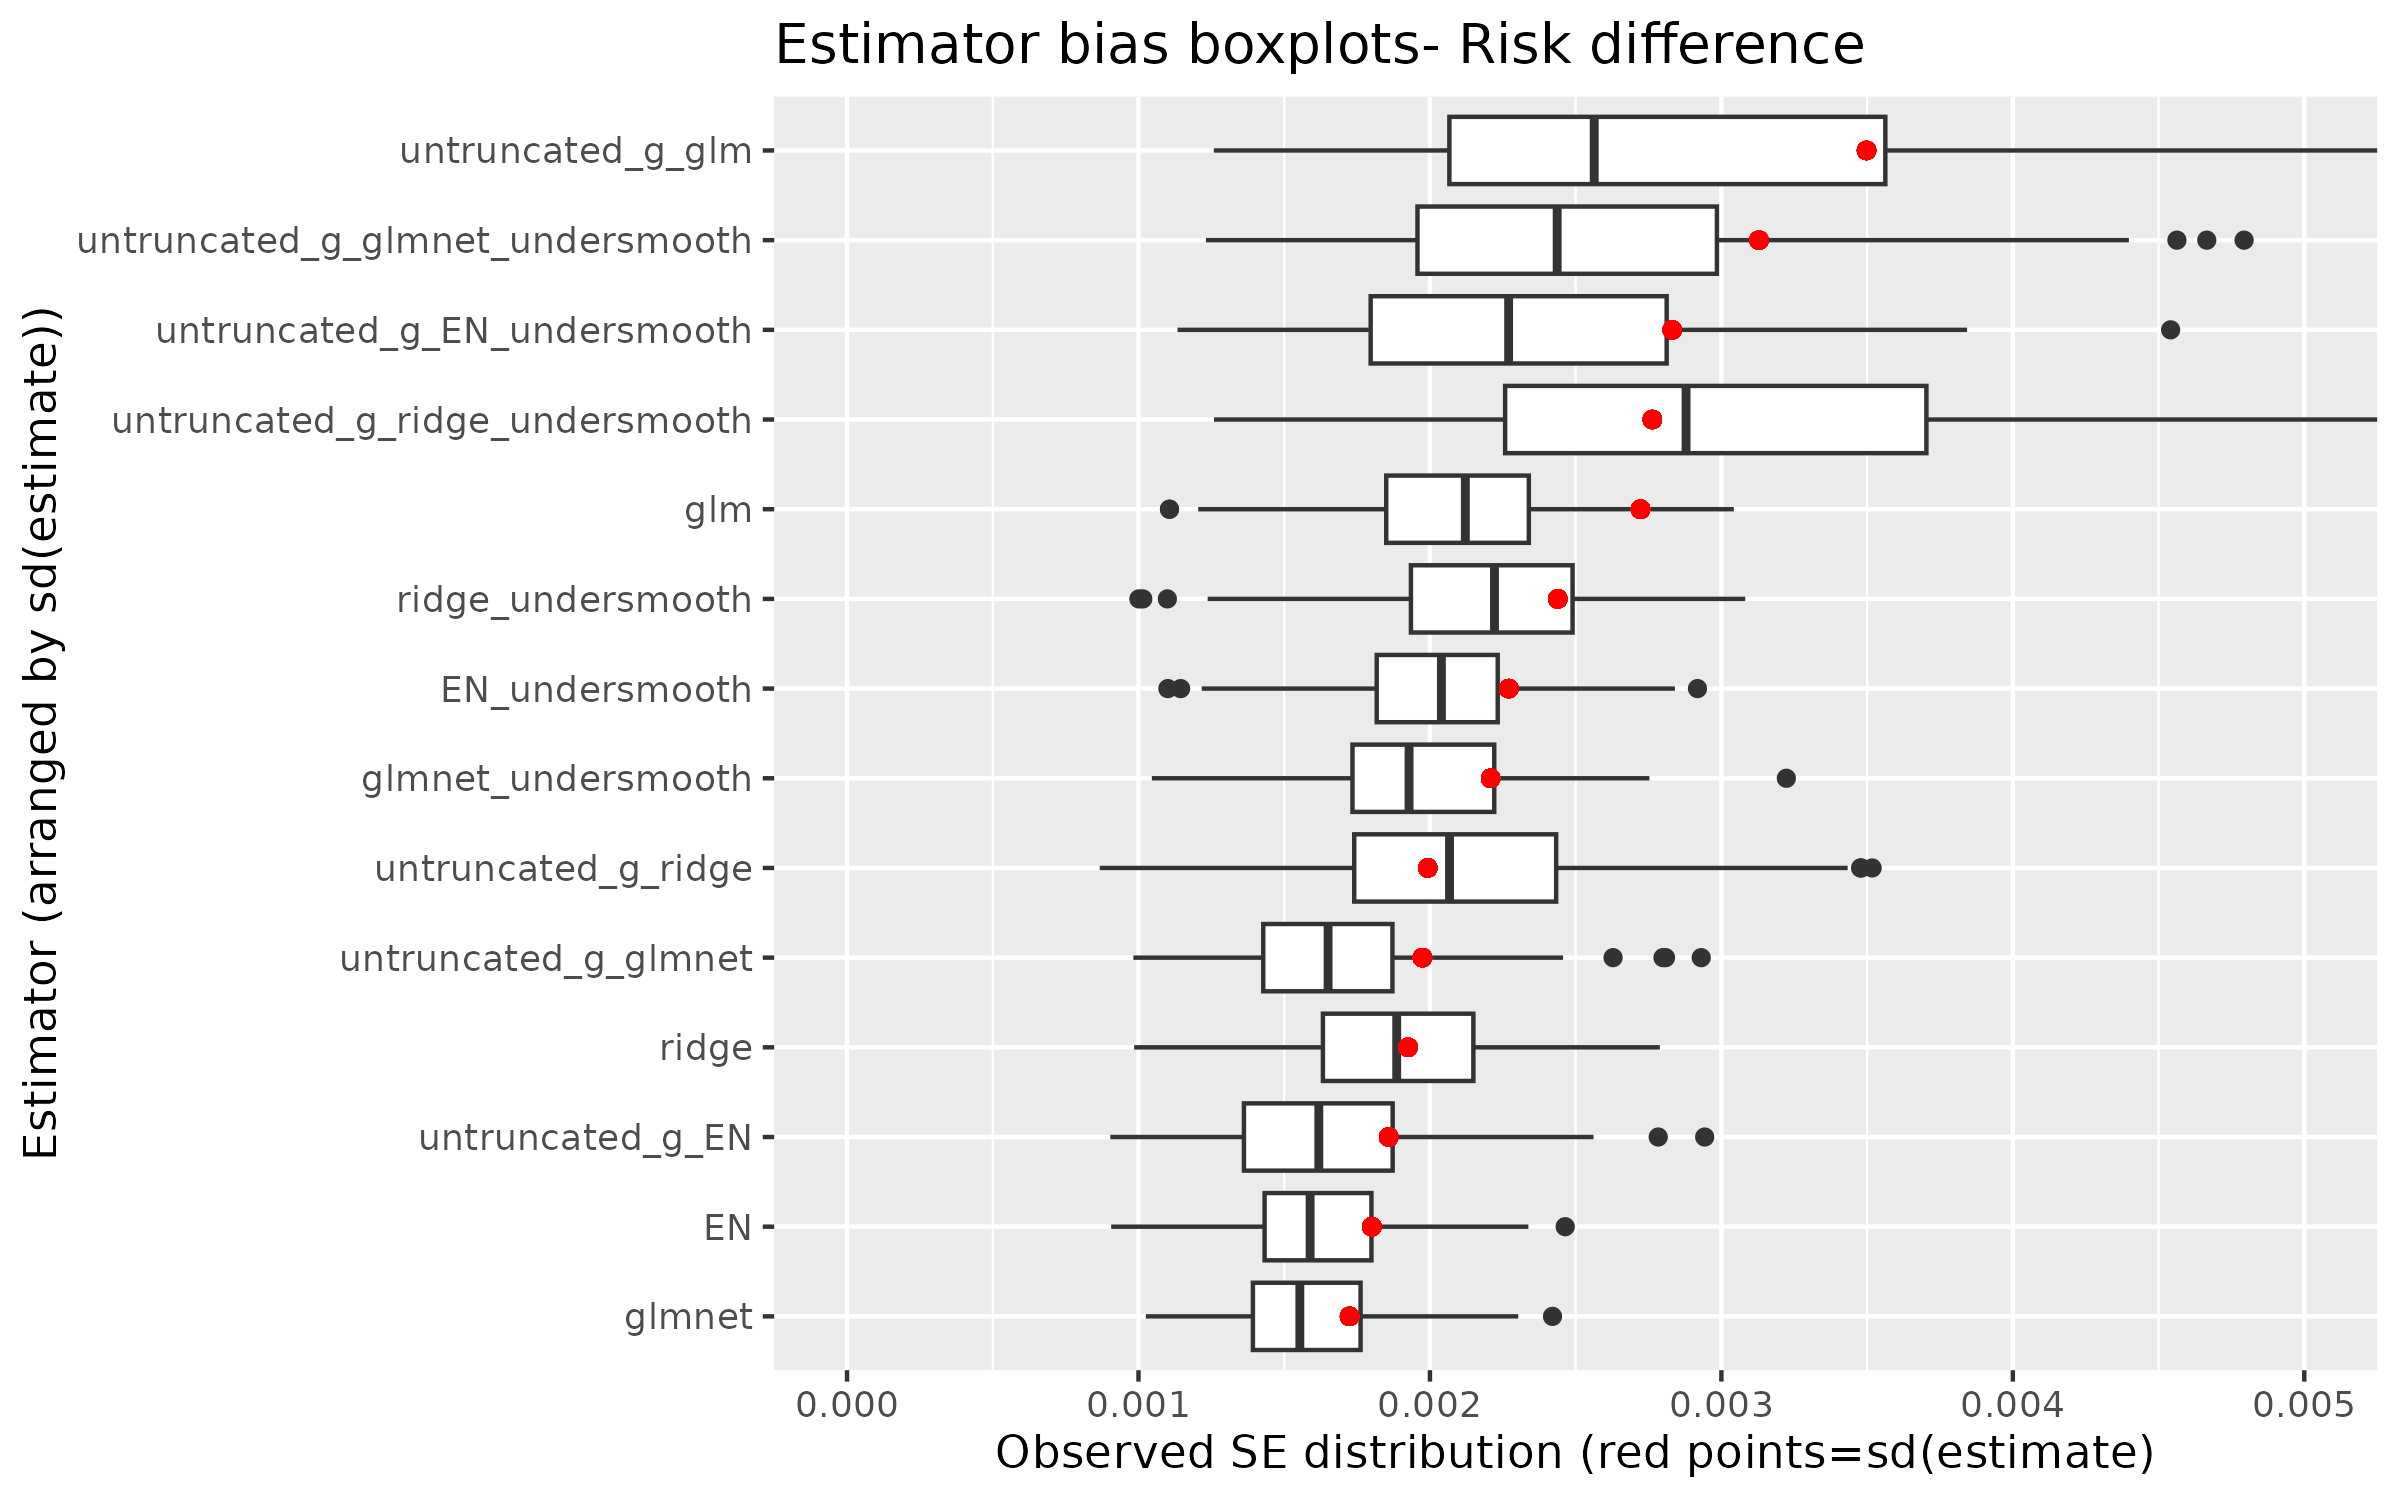 Estimator bias boxplots- Risk difference
Estimator (arranged by sd(estimate))
untruncated_g_glm
untruncated_g_glmnet_undersmooth
untruncated_g_EN_undersmooth
untruncated_g_ridge_undersmooth
glm
ridge_undersmooth
EN_undersmooth
glmnet_undersmooth
untruncated_g_ridge
untruncated_g_glmnet
ridge
untruncated_g_EN
EN
glmnet
0.000 0.001 0.002 0.003 0.004 0.005
Observed SE distribution (red points=sd(estimate)